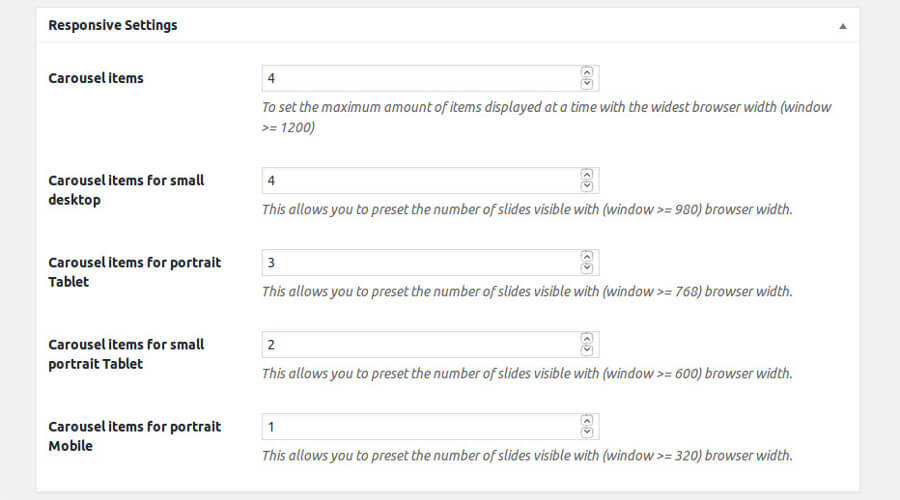 Responsive Settings
Carousel items
4
To set the maximum amount of items displayed at a time with the widest browser width (window
>= 1200)
Carousel items for small
desktop
4
This allows you to preset the number of slides visible with (window >= 980) browser width.
Carousel items for portrait
Tablet
3
This allows you to preset the number of slides visible with (window >= 768) browser width.
Carousel items for small
portrait Tablet
2
This allows you to preset the number of slides visible with (window >= 600) browser width.
Carousel items for portrait
Mobile
1
This allows you to preset the number of slides visible with (window >= 320) browser width.